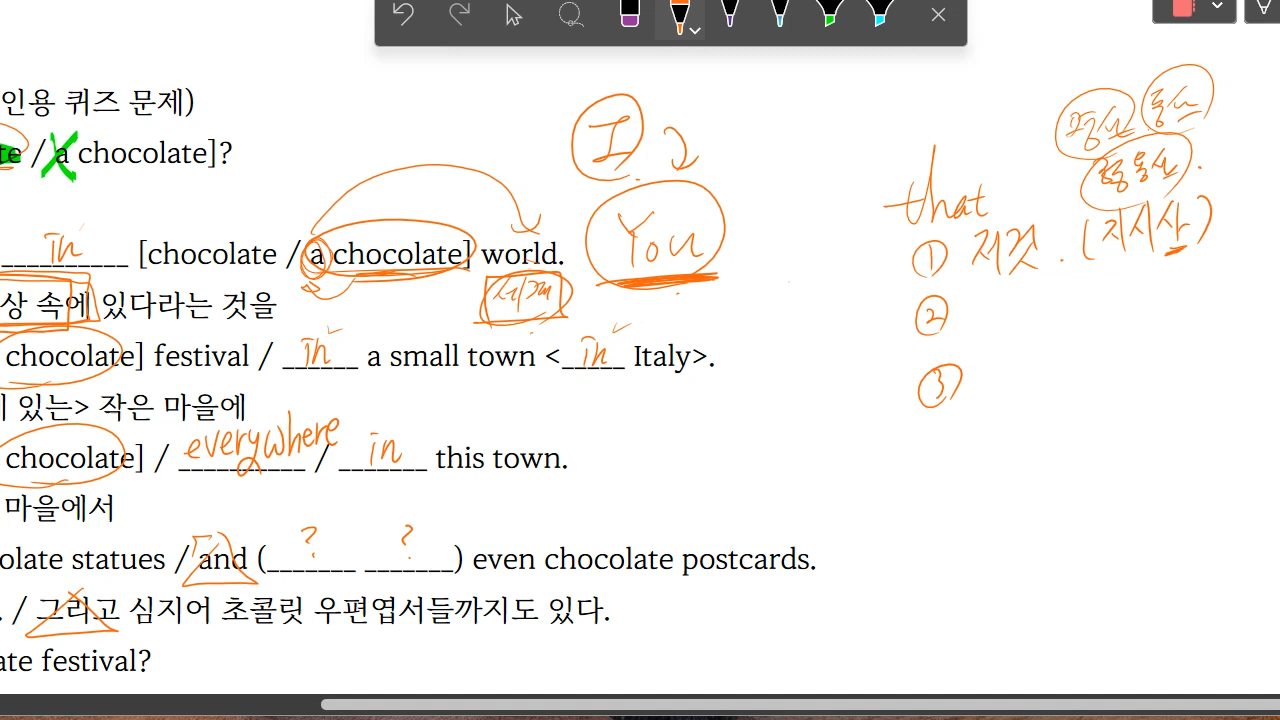 인용 퀴즈 문제)
te / a chocolate]?
in [chocolate / a chocolate] world.
상 속에 있다라는 것을
chocolate] festival / in a small town <in Italy>.
있는> 작은 마을에
chocolate] / everywhere / in this town.
마을에서
olate statues / and (_______ _______) even chocolate postcards.
? ?
. / 그리고 심지어 초콜릿 우편엽서들까지도 있다.
ate festival?
I
You
that
① 저것. (지시사)
②
③